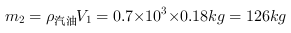 m₂ = ρ汽油V₁ = 0.7×10³×0.18kg = 126kg